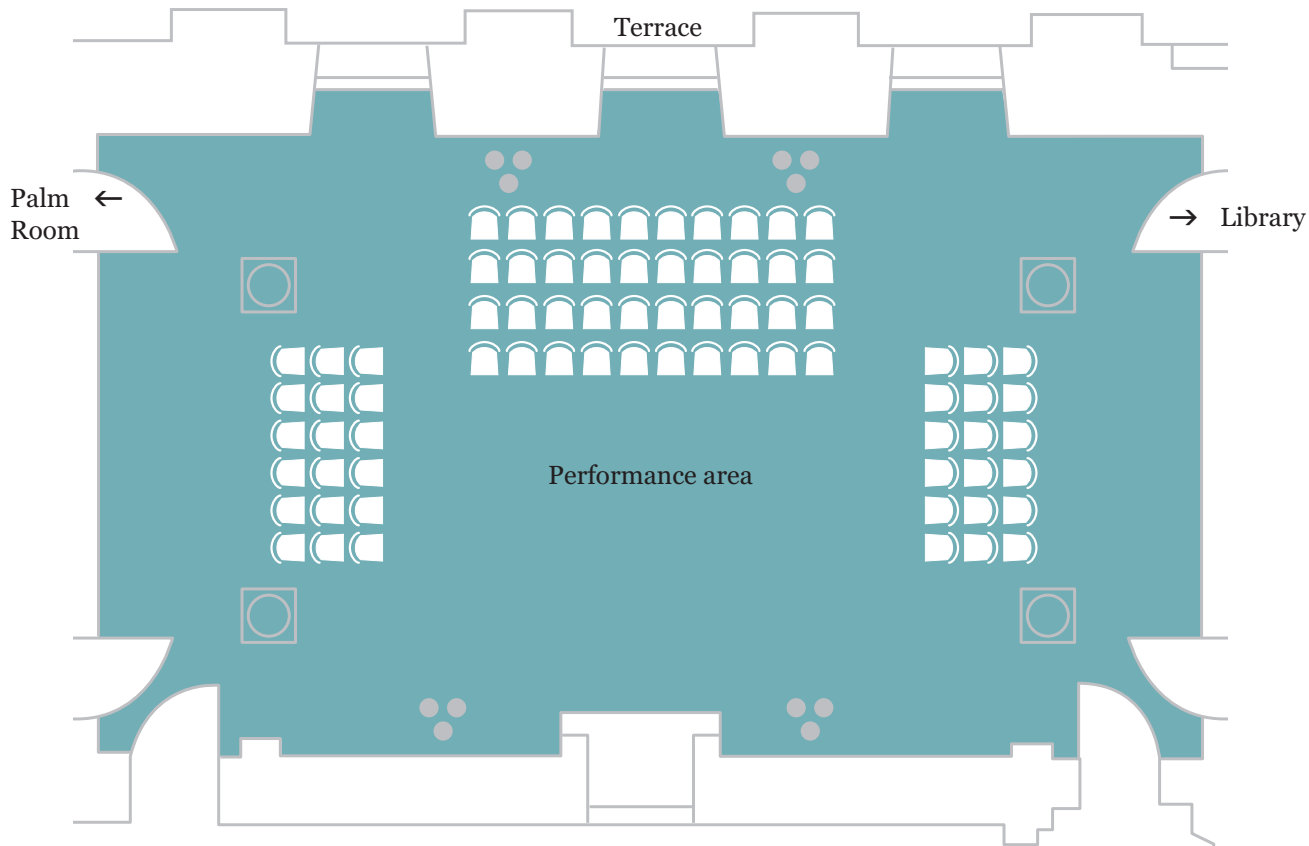 Terrace
Palm ←
Room
→ Library
Performance area